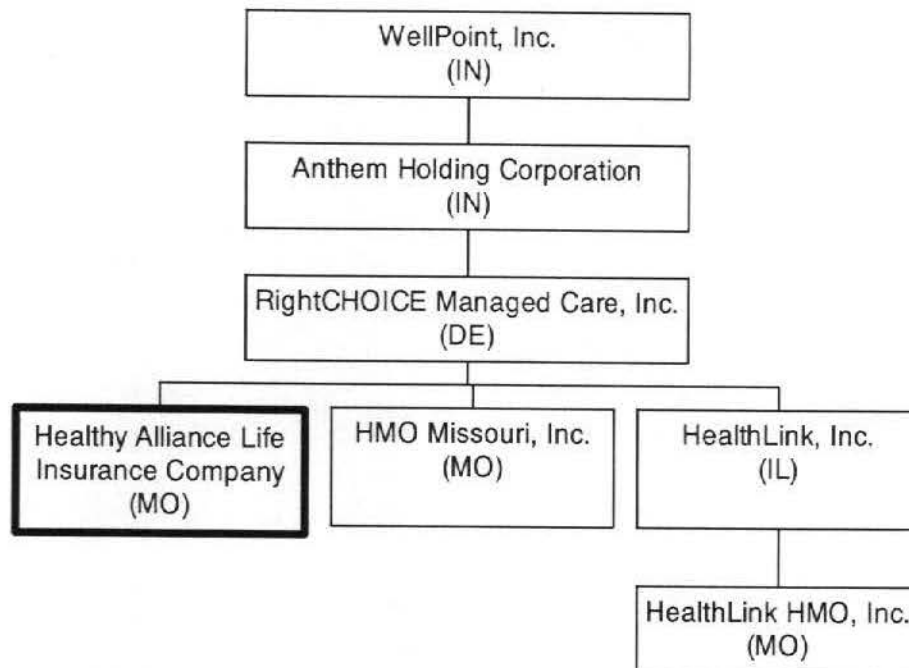 WellPoint, Inc.
(IN)
Anthem Holding Corporation
(IN)
RightCHOICE Managed Care, Inc.
(DE)
Healthy Alliance Life
Insurance Company
(MO)
HMO Missouri, Inc.
(MO)
HealthLink, Inc.
(IL)
HealthLink HMO, Inc.
(MO)